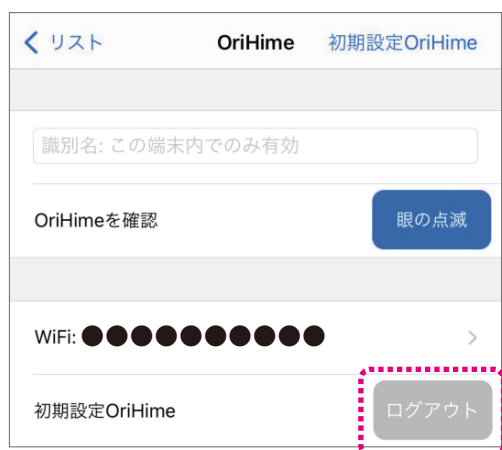 リスト OriHime 初期設定OriHime
識別名: この端末内でのみ有効
OriHimeを確認 眼の点滅
WiFi: ●●●●●●●●●●
初期設定OriHime ログアウト